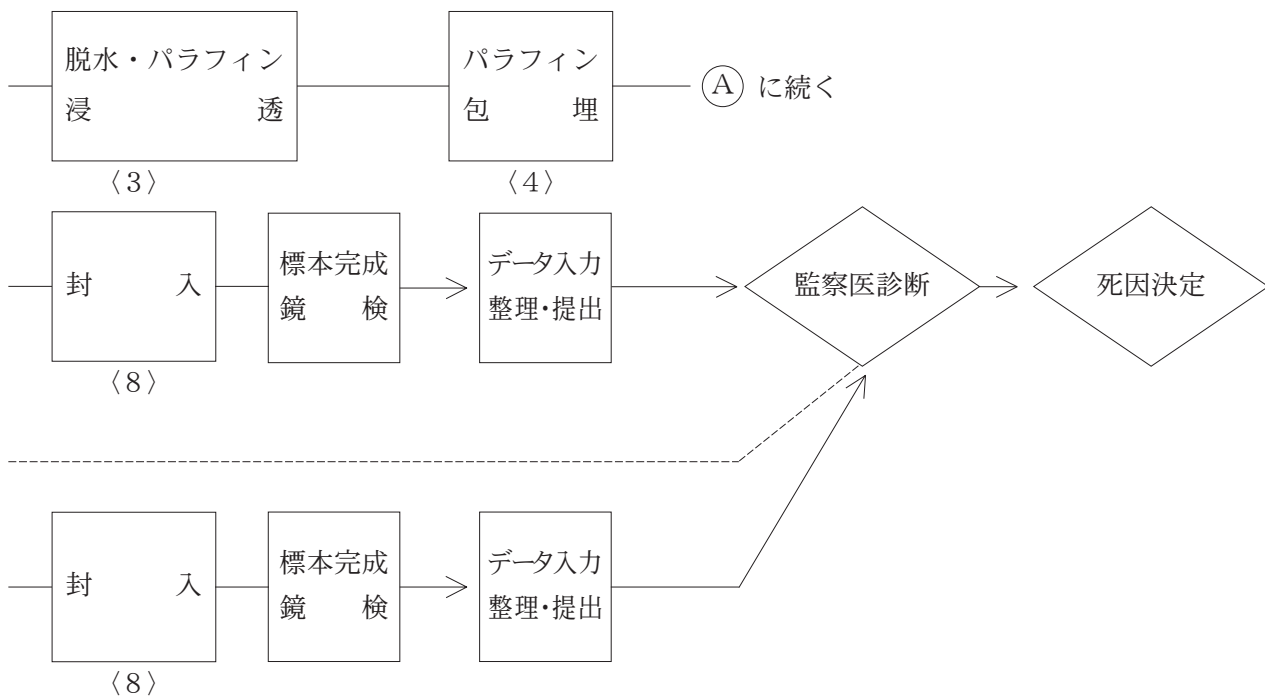 脱水・パラフィン
浸透
〈3〉
パラフィン
包埋
〈4〉
Ⓐ に続く
封入
〈8〉
標本完成
鏡検
データ入力
整理・提出
監察医診断
死因決定
封入
〈8〉
標本完成
鏡検
データ入力
整理・提出